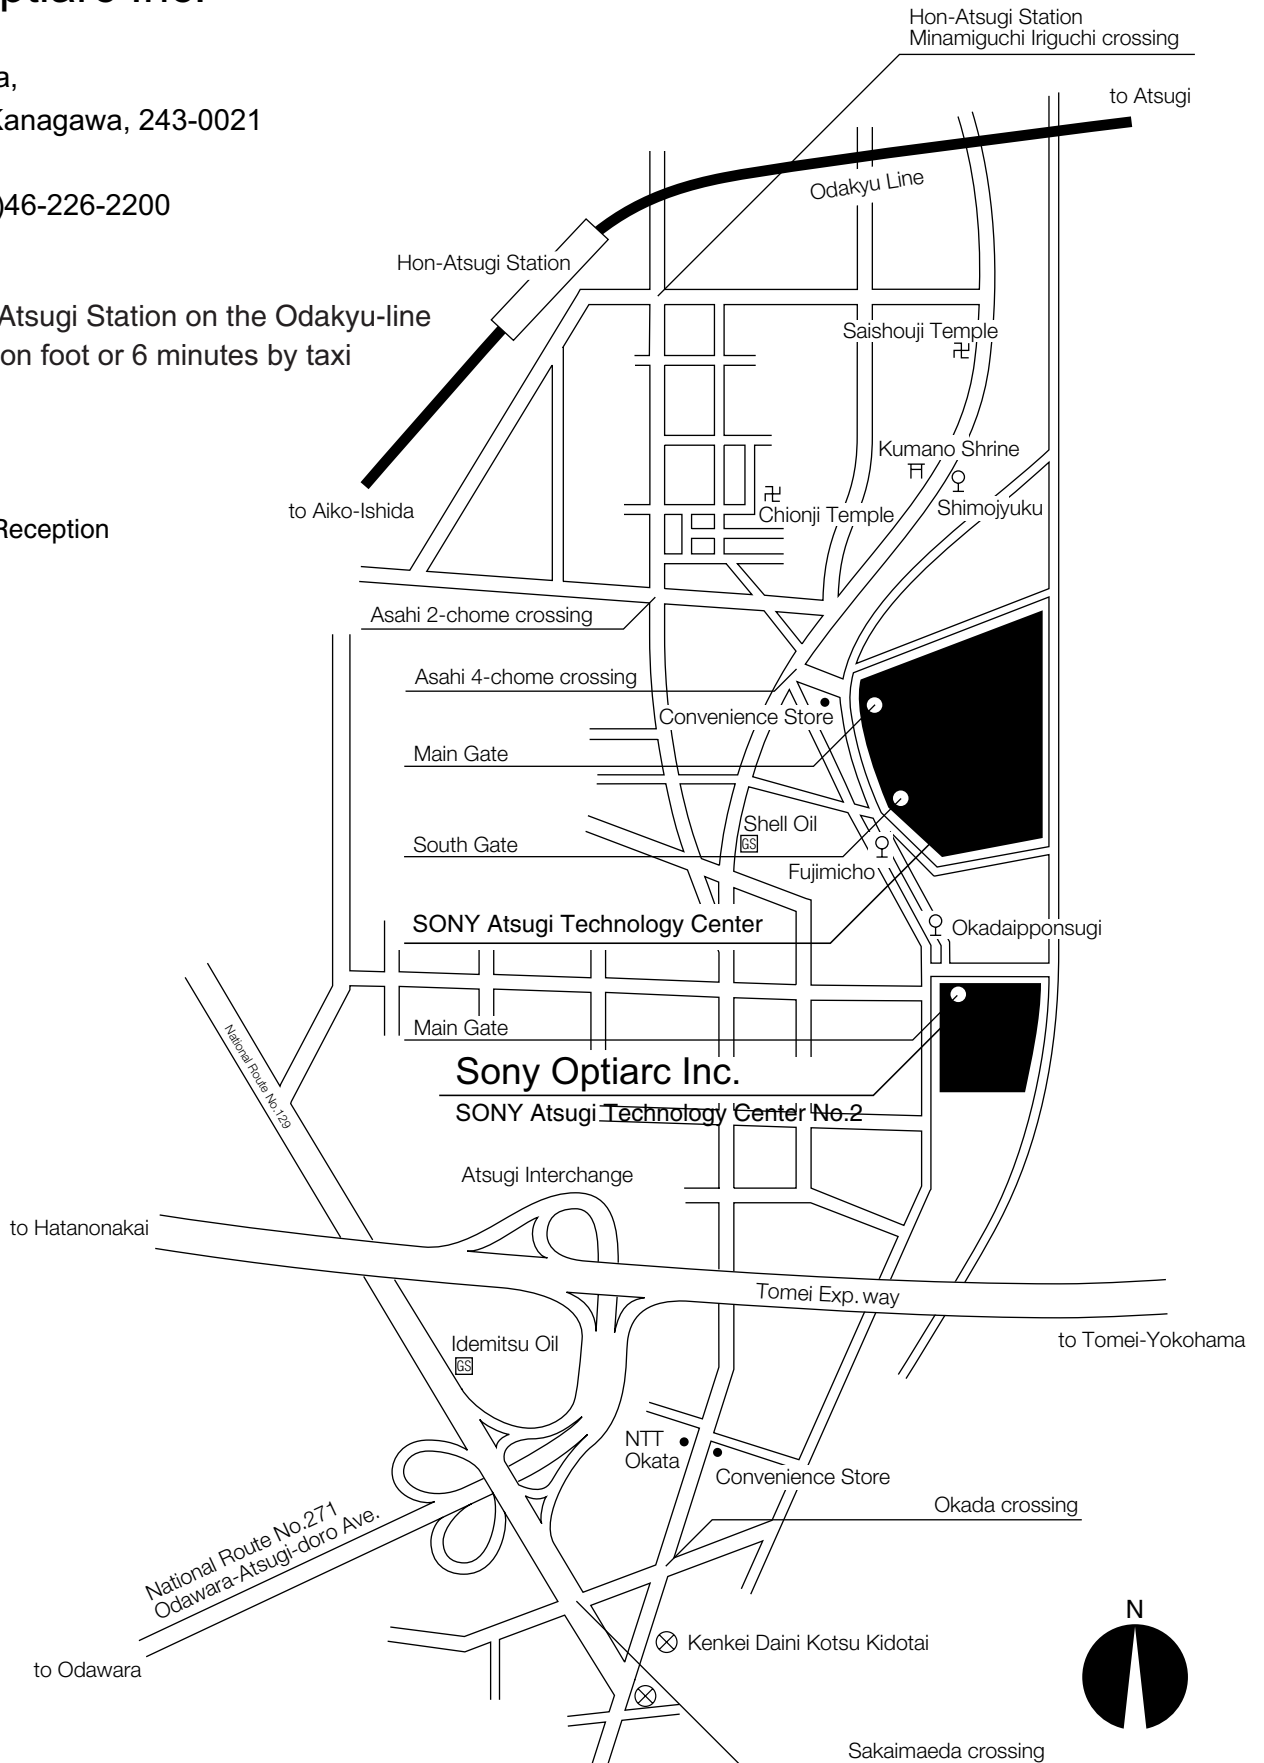 ptiarc Inc.
Hon-Atsugi Station
Minamiguchi Iriguchi crossing
a,
Kanagawa, 243-0021
to Atsugi
)46-226-2200
Odakyu Line
Hon-Atsugi Station
Atsugi Station on the Odakyu-line
on foot or 6 minutes by taxi
Saishouji Temple
Kumano Shrine
to Aiko-Ishida
Chionji Temple
Shimojyuku
Reception
Asahi 2-chome crossing
Asahi 4-chome crossing
Convenience Store
Main Gate
Shell Oil
GS
South Gate
Fujimicho
SONY Atsugi Technology Center
Okadaipponsugi
Main Gate
National Route No.129
Sony Optiarc Inc.
SONY Atsugi Technology Center No.2
Atsugi Interchange
to Hatanonakai
Tomei Exp. way
to Tomei-Yokohama
Idemitsu Oil
GS
NTT
Okata
Convenience Store
Okada crossing
National Route No.271
Odawara-Atsugi-doro Ave.
N
Kenkei Daini Kotsu Kidotai
to Odawara
Sakaimaeda crossing